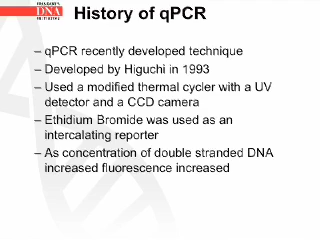 DNA
INITIATIVE
History of qPCR
– qPCR recently developed technique
– Developed by Higuchi in 1993
– Used a modified thermal cycler with a UV
detector and a CCD camera
– Ethidium Bromide was used as an
intercalating reporter
– As concentration of double stranded DNA
increased fluorescence increased